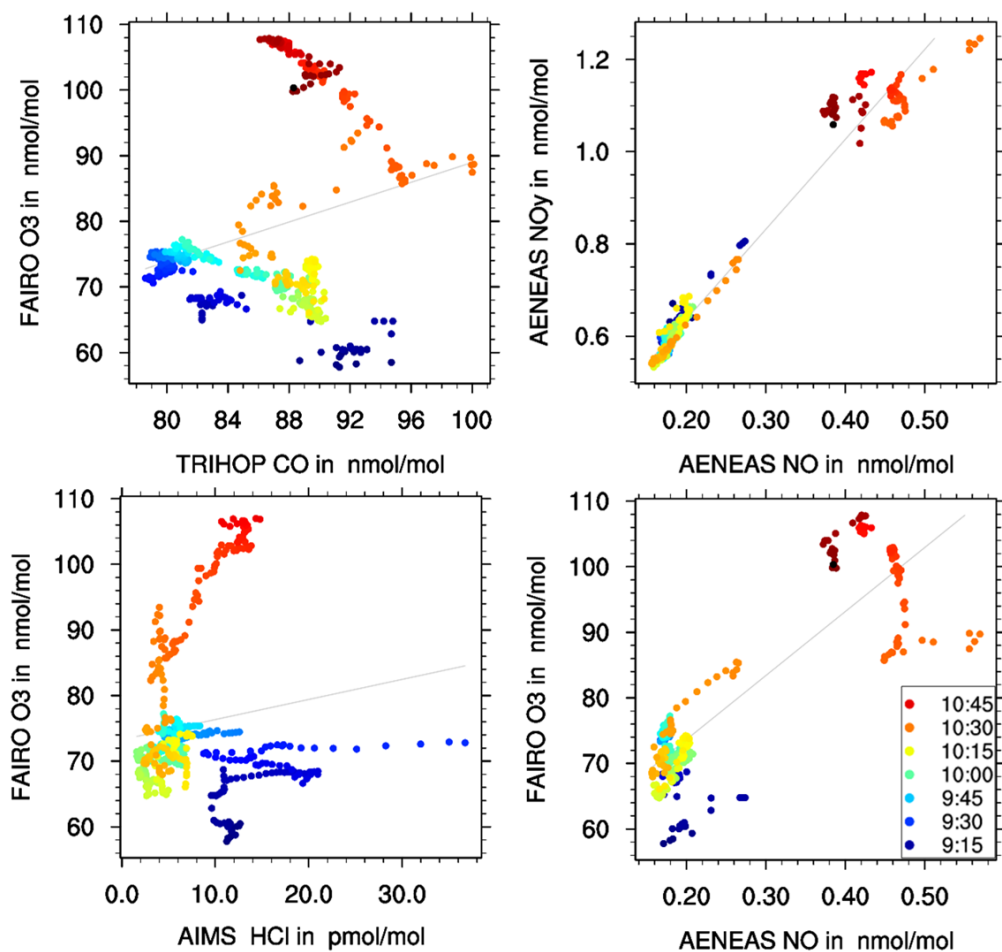 110
100
90
80
70
60
FAIRO O3 in nmol/mol
80 84 88 92 96 100
TRIHOP CO in nmol/mol
1.2
1.0
0.8
0.6
AENEAS NOy in nmol/mol
0.20 0.30 0.40 0.50
AENEAS NO in nmol/mol
110
100
90
80
70
60
FAIRO O3 in nmol/mol
0.0 10.0 20.0 30.0
AIMS HCl in pmol/mol
110
100
90
80
70
60
FAIRO O3 in nmol/mol
10:45
10:30
10:15
10:00
9:45
9:30
9:15
0.20 0.30 0.40 0.50
AENEAS NO in nmol/mol